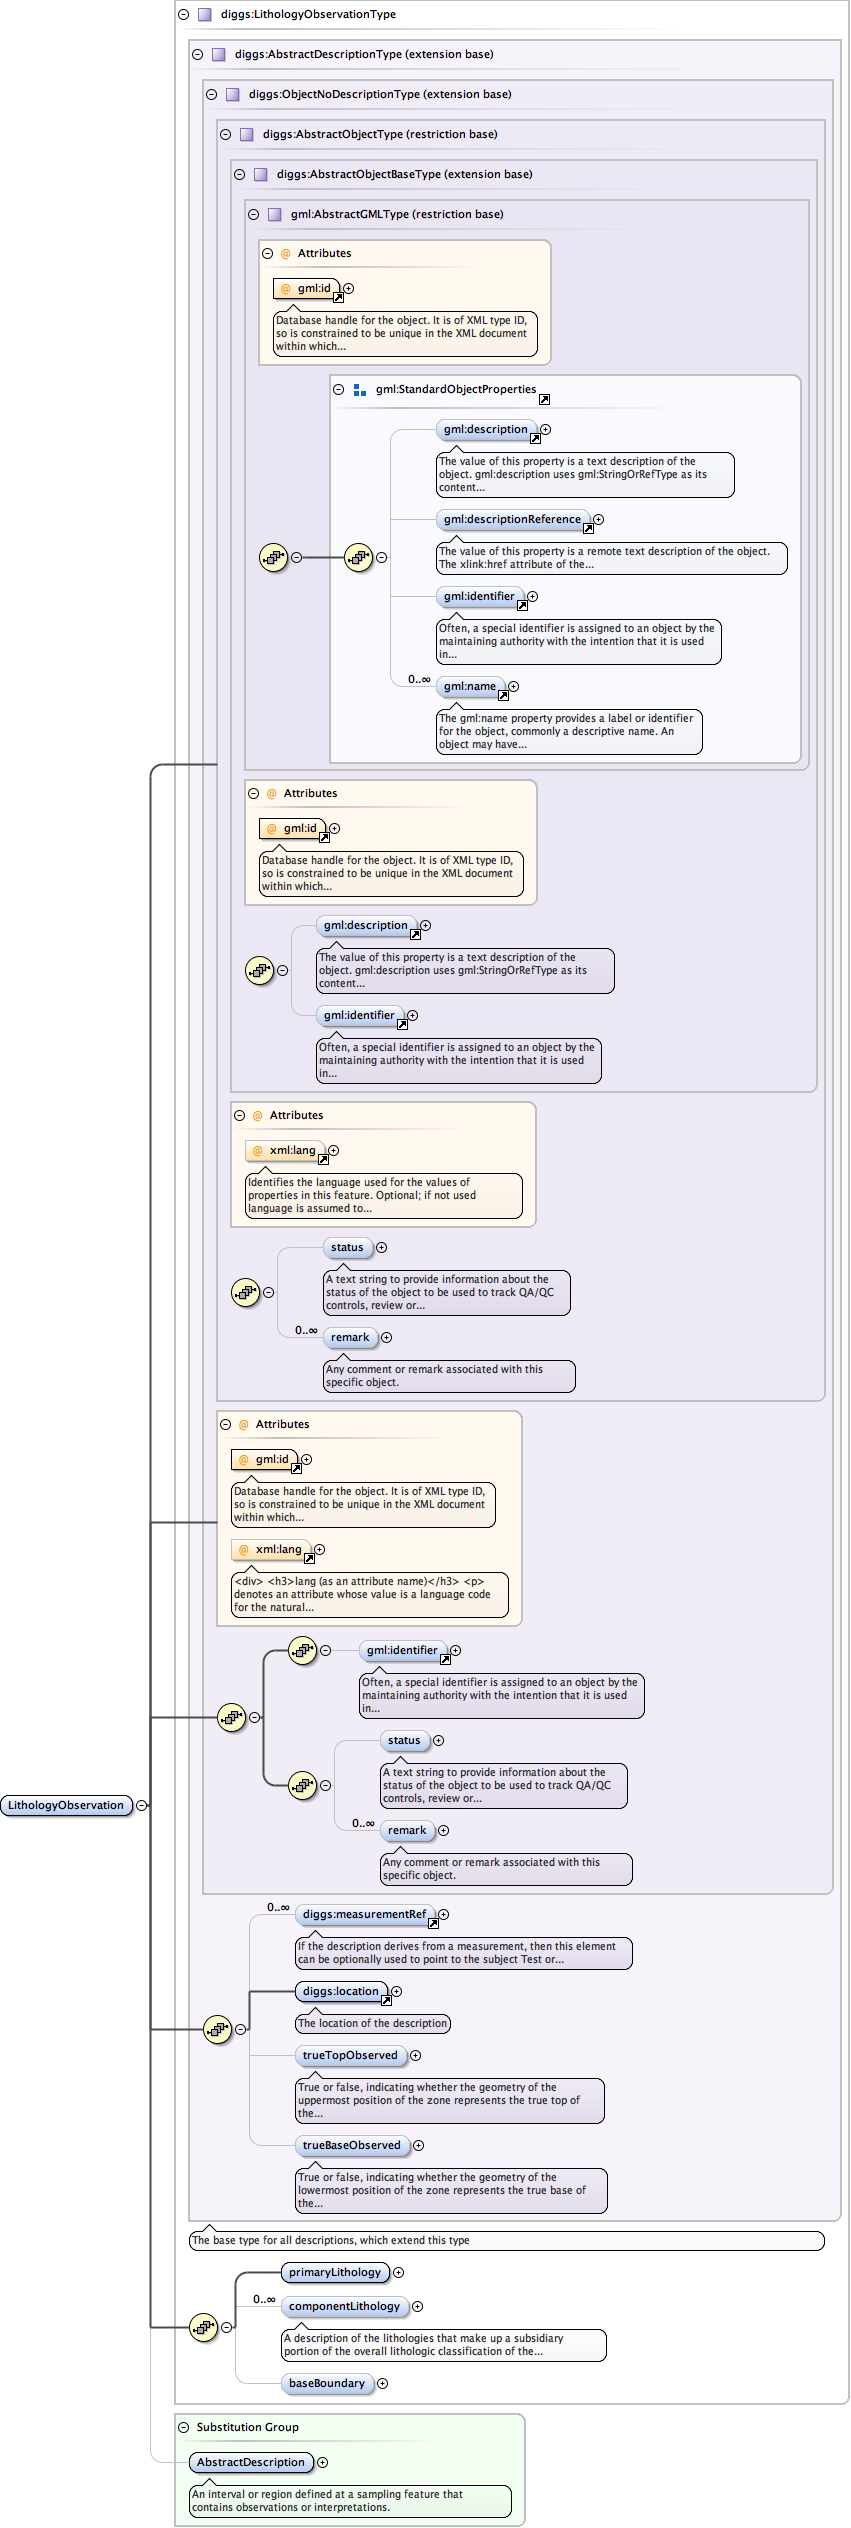 diggs:LithologyObservationType
diggs:AbstractDescriptionType (extension base)
diggs:ObjectNoDescriptionType (extension base)
diggs:AbstractObjectType (restriction base)
diggs:AbstractObjectBaseType (extension base)
gml:AbstractGMLType (restriction base)
@ Attributes
@ gml:id
Database handle for the object. It is of XML type ID,
so is constrained to be unique in the XML document
within which...
gml:StandardObjectProperties
gml:description
The value of this property is a text description of the
object. gml:description uses gml:StringOrRefType as its
content...
gml:descriptionReference
The value of this property is a remote text description of the object.
The xlink:href attribute of the...
gml:identifier
Often, a special identifier is assigned to an object by the
maintaining authority with the intention that it is used
in...
0..∞
gml:name
The gml:name property provides a label or identifier
for the object, commonly a descriptive name. An
object may have...
@ Attributes
@ gml:id
Database handle for the object. It is of XML type ID,
so is constrained to be unique in the XML document
within which...
gml:description
The value of this property is a text description of the
object. gml:description uses gml:StringOrRefType as its
content...
gml:identifier
Often, a special identifier is assigned to an object by the
maintaining authority with the intention that it is used
in...
@ Attributes
@ xml:lang
Identifies the language used for the values of
properties in this feature. Optional; if not used
language is assumed to...
status
A text string to provide information about the
status of the object to be used to track QA/QC
controls, review or...
0..∞
remark
Any comment or remark associated with this
specific object.
@ Attributes
@ gml:id
Database handle for the object. It is of XML type ID,
so is constrained to be unique in the XML document
within which...
@ xml:lang
<div> <h3>lang (as an attribute name)</h3> <p>
denotes an attribute whose value is a language code
for the natural...
gml:identifier
Often, a special identifier is assigned to an object by the
maintaining authority with the intention that it is used
in...
status
A text string to provide information about the
status of the object to be used to track QA/QC
controls, review or...
LithologyObservation
0..∞
remark
Any comment or remark associated with this
specific object.
0..∞
diggs:measurementRef
If the description derives from a measurement, then this element
can be optionally used to point to the subject Test or...
diggs:location
The location of the description
trueTopObserved
True or false, indicating whether the geometry of the
uppermost position of the zone represents the true top of
the...
trueBaseObserved
True or false, indicating whether the geometry of the
lowermost position of the zone represents the true base of
the...
The base type for all descriptions, which extend this type
primaryLithology
0..∞
componentLithology
A description of the lithologies that make up a subsidiary
portion of the overall lithologic classification of the...
baseBoundary
Substitution Group
AbstractDescription
An interval or region defined at a sampling feature that
contains observations or interpretations.